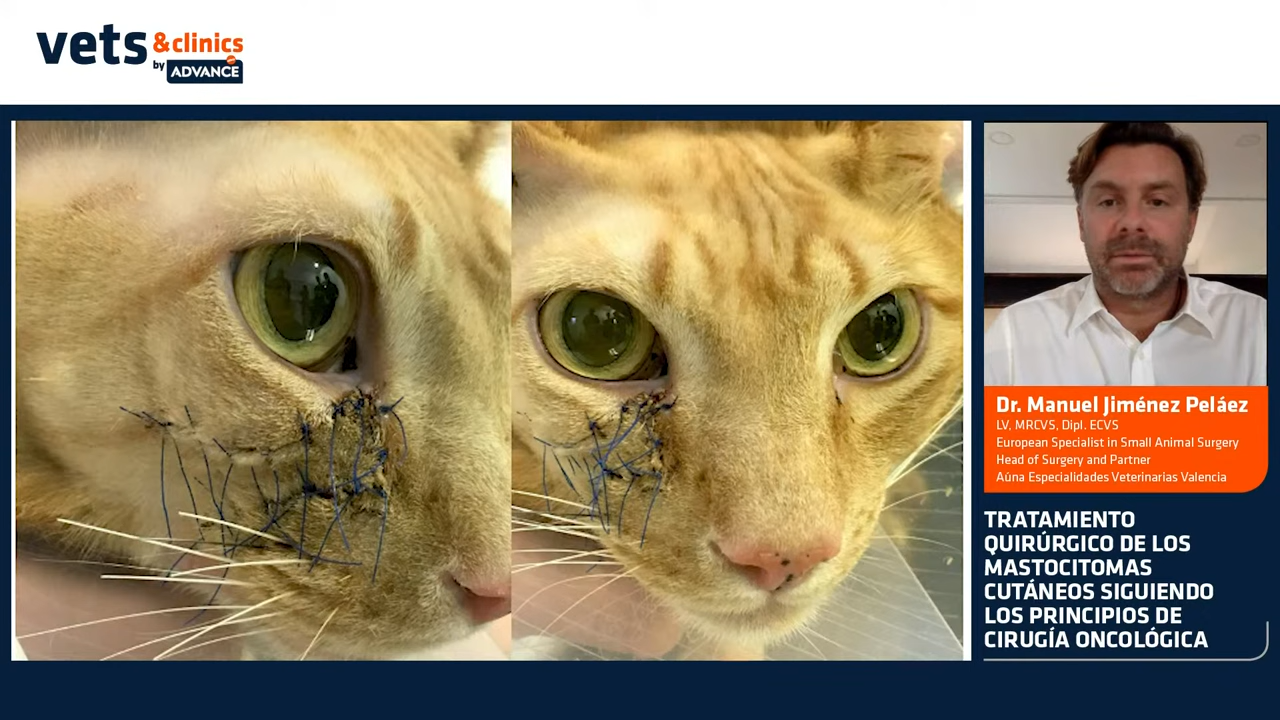 vets &clinics
by ADVANCE
Dr. Manuel Jiménez Peláez
LV, MRCVS, Dipl. ECVS
European Specialist in Small Animal Surgery
Head of Surgery and Partner
Aúna Especialidades Veterinarias Valencia
TRATAMIENTO
QUIRÚRGICO DE LOS
MASTOCITOMAS
CUTÁNEOS SIGUIENDO
LOS PRINCIPIOS DE
CIRUGÍA ONCOLÓGICA